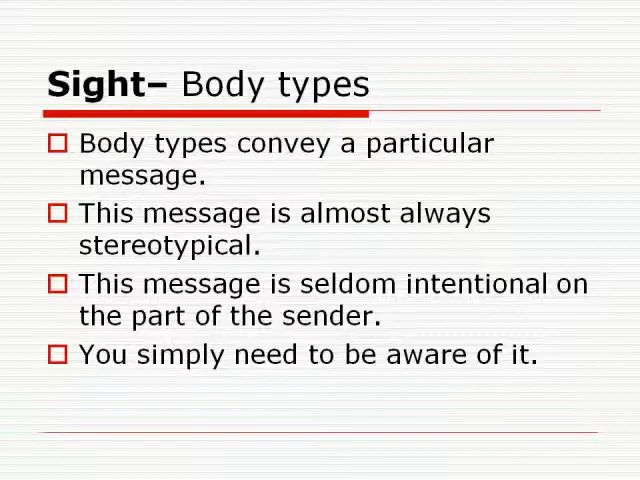 Sight– Body types
Body types convey a particular
message.
This message is almost always
stereotypical.
This message is seldom intentional on
the part of the sender.
You simply need to be aware of it.